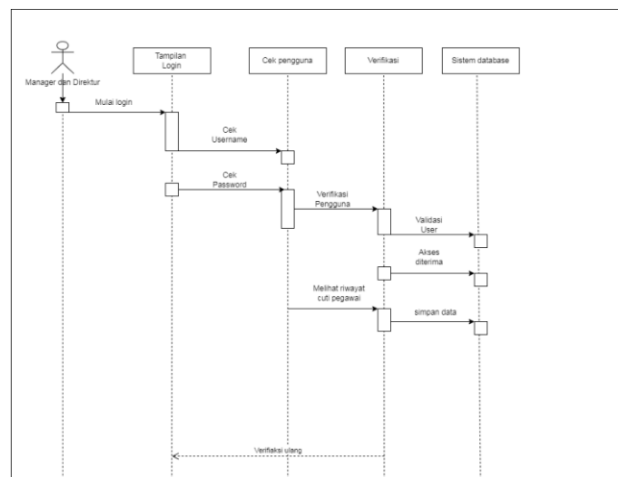 Tampilan
Login
Cek pengguna
Verifikasi
Sistem database
Manager dan Direktur
Mulai login
Cek
Username
Cek
Password
Verifikasi
Pengguna
Validasi
User
Akses
diterima
Melihat riwayat
cuti pegawai
simpan data
Verifiaksi ulang